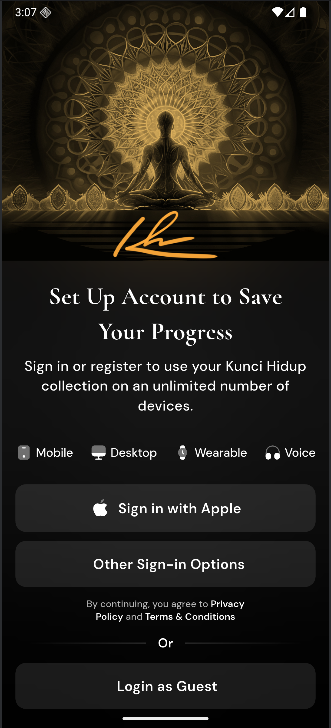 3:07
Set Up Account to Save
Your Progress
Sign in or register to use your Kunci Hidup
collection on an unlimited number of
devices.
Mobile Desktop Wearable Voice
Sign in with Apple
Other Sign-in Options
By continuing, you agree to Privacy
Policy and Terms & Conditions
Or
Login as Guest